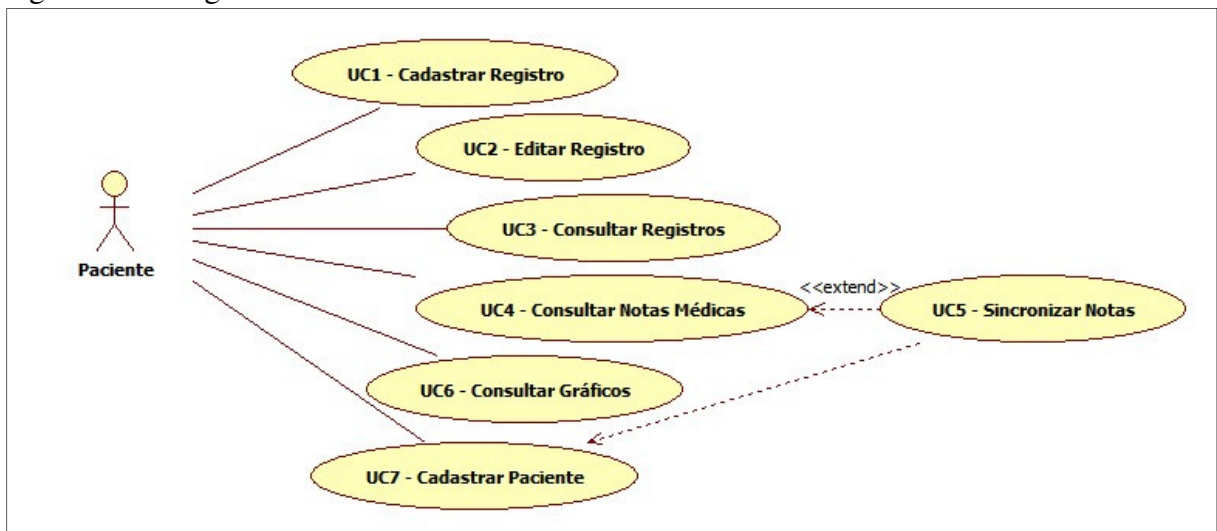 UC1 - Cadastrar Registro
UC2 - Editar Registro
UC3 - Consultar Registros
Paciente
<<extend>>
UC4 - Consultar Notas Médicas
UC5 - Sincronizar Notas
UC6 - Consultar Gráficos
UC7 - Cadastrar Paciente